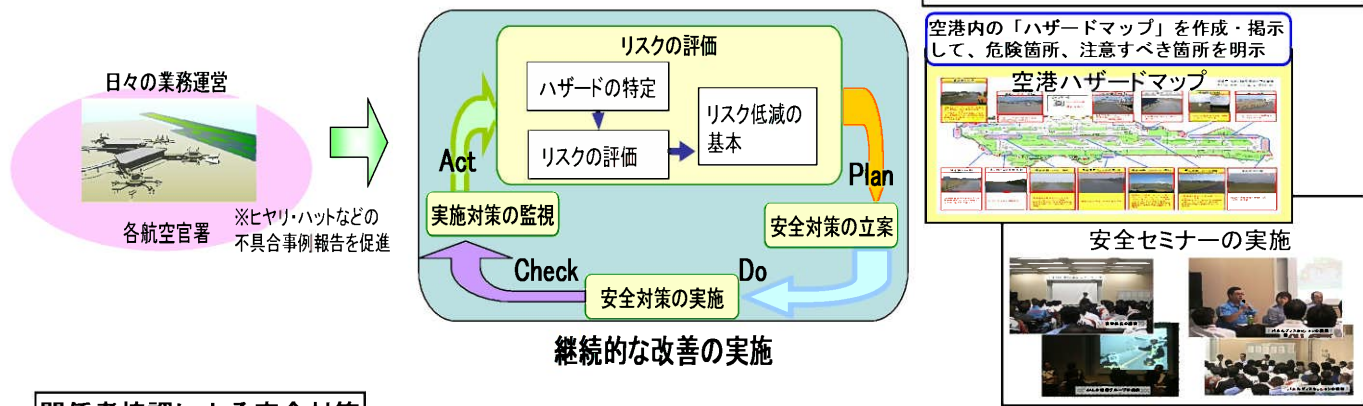 日々の業務運営
各航空官署
※ヒヤリ・ハットなどの
不具合事例報告を促進
リスクの評価
ハザードの特定
リスクの評価
リスク低減の
基本
Act
Plan
実施対策の監視
安全対策の立案
Check
Do
安全対策の実施
継続的な改善の実施
空港内の「ハザードマップ」を作成・掲示
して、危険箇所、注意すべき箇所を明示
空港ハザードマップ
安全セミナーの実施